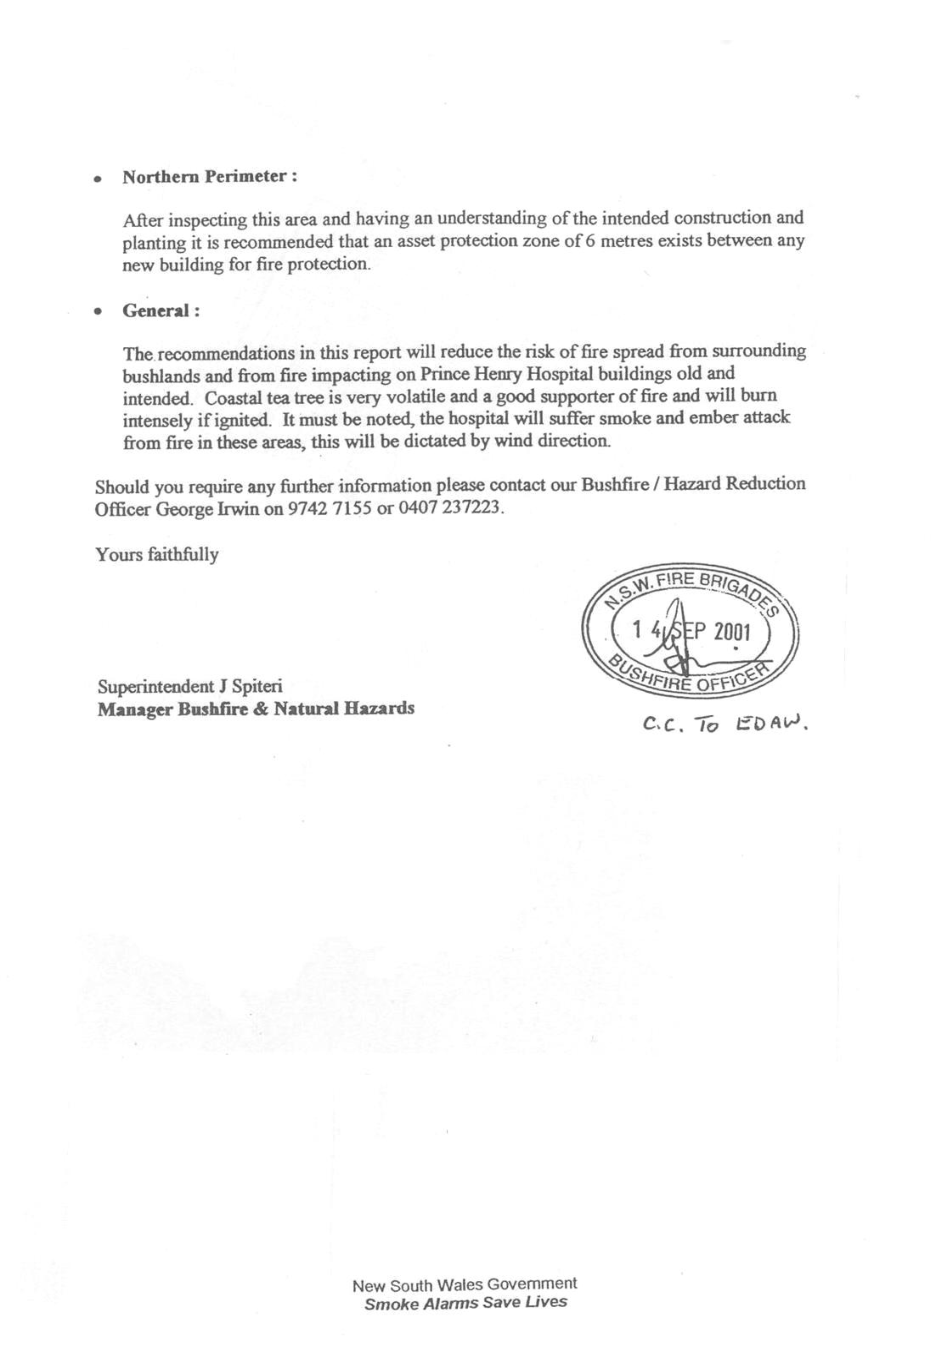 • Northern Perimeter :
After inspecting this area and having an understanding of the intended construction and
planting it is recommended that an asset protection zone of 6 metres exists between any
new building for fire protection.
• General :
The recommendations in this report will reduce the risk of fire spread from surrounding
bushlands and from fire impacting on Prince Henry Hospital buildings old and
intended. Coastal tea tree is very volatile and a good supporter of fire and will burn
intensely if ignited. It must be noted, the hospital will suffer smoke and ember attack
from fire in these areas, this will be dictated by wind direction.
Should you require any further information please contact our Bushfire / Hazard Reduction
Officer George Irwin on 9742 7155 or 0407 237223.
Yours faithfully
N.S.W. FIRE BRIGADES
14 SEP 2001
BUSHFIRE OFFICER
Superintendent J Spiteri
Manager Bushfire & Natural Hazards
C.C. To EDAW.
New South Wales Government
Smoke Alarms Save Lives